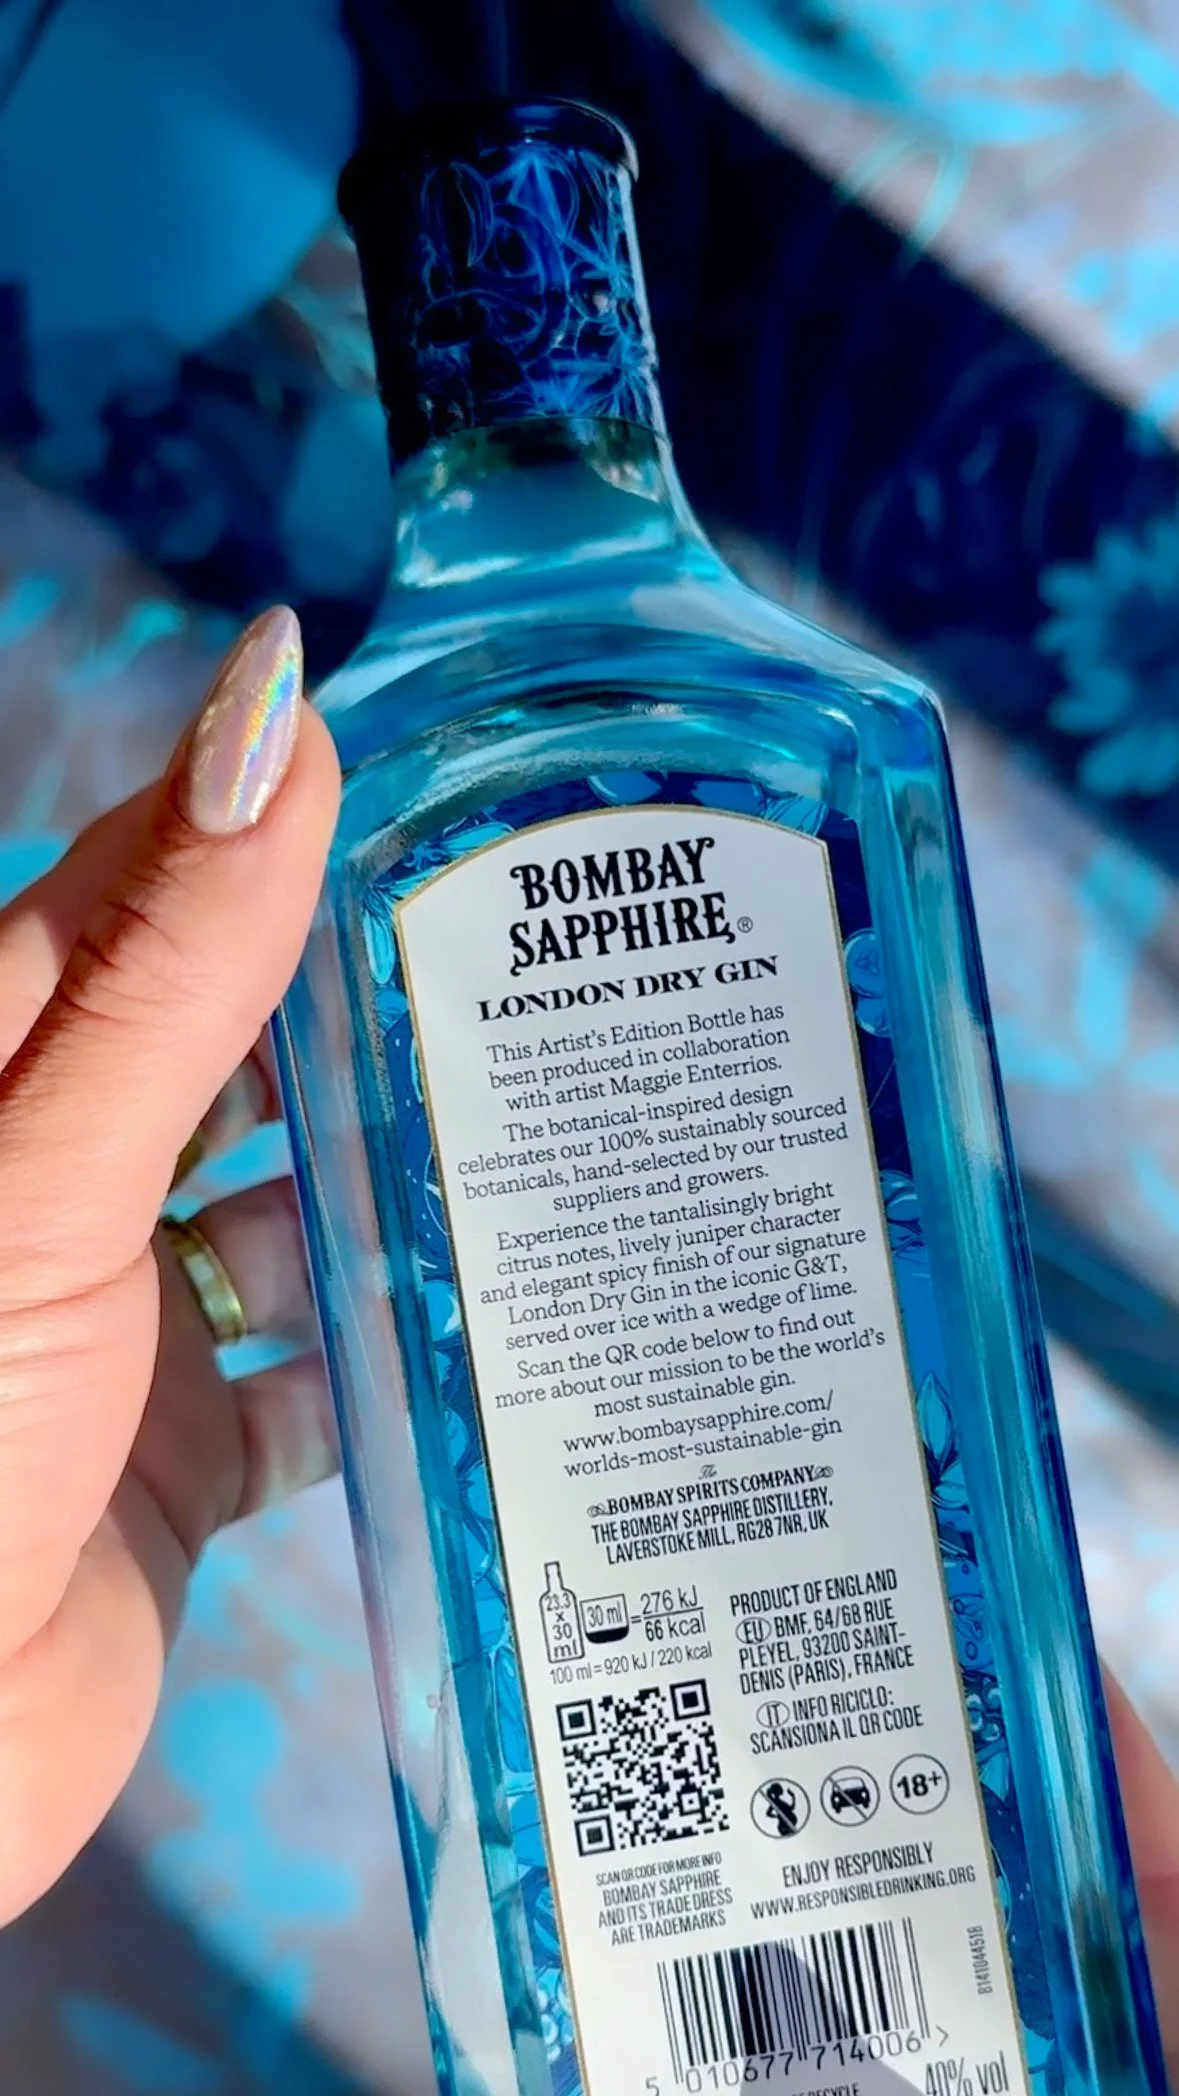 BOMBAY
SAPPHIRE®
LONDON DRY GIN
This Artist's Edition Bottle has
been produced in collaboration
with artist Maggie Enterrios.
The botanical-inspired design
celebrates our 100% sustainably sourced
botanicals, hand-selected by our trusted
suppliers and growers.
Experience the tantalisingly bright
citrus notes, lively juniper character
and elegant spicy finish of our signature
London Dry Gin in the iconic G&T,
served over ice with a wedge of lime.
Scan the QR code below to find out
more about our mission to be the world's
most sustainable gin.
www.bombaysapphire.com/
worlds-most-sustainable-gin
The
BOMBAY SPIRITS COMPANY
THE BOMBAY SAPPHIRE DISTILLERY,
LAVERSTOKE MILL, RG28 7NR, UK
23.3
x
30
ml
30 ml
= 276 kJ
66 kcal
100 ml = 920 kJ / 220 kcal
PRODUCT OF ENGLAND
EU BMF, 64/68 RUE
PLEYEL, 93200 SAINT-
DENIS (PARIS), FRANCE
IT INFO RICICLO:
SCANSIONA IL QR CODE
18+
SCAN QR CODE FOR MORE INFO
BOMBAY SAPPHIRE
AND ITS TRADE DRESS
ARE TRADEMARKS
ENJOY RESPONSIBLY
WWW.RESPONSIBLEDRINKING.ORG
8141044518
5 010677 714006 >
40% vol